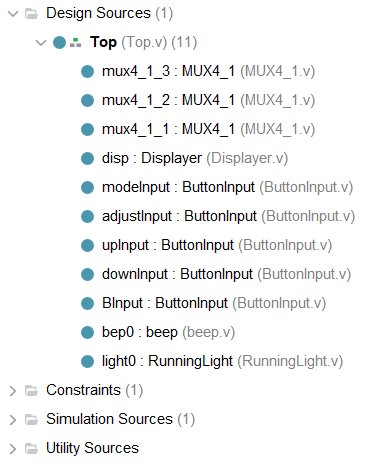 Design Sources (1)
Top (Top.v) (11)
mux4_1_3 : MUX4_1 (MUX4_1.v)
mux4_1_2 : MUX4_1 (MUX4_1.v)
mux4_1_1 : MUX4_1 (MUX4_1.v)
disp : Displayer (Displayer.v)
modeInput : ButtonInput (ButtonInput.v)
adjustInput : ButtonInput (ButtonInput.v)
upInput : ButtonInput (ButtonInput.v)
downInput : ButtonInput (ButtonInput.v)
BInput : ButtonInput (ButtonInput.v)
bep0 : beep (beep.v)
light0 : RunningLight (RunningLight.v)
Constraints (1)
Simulation Sources (1)
Utility Sources